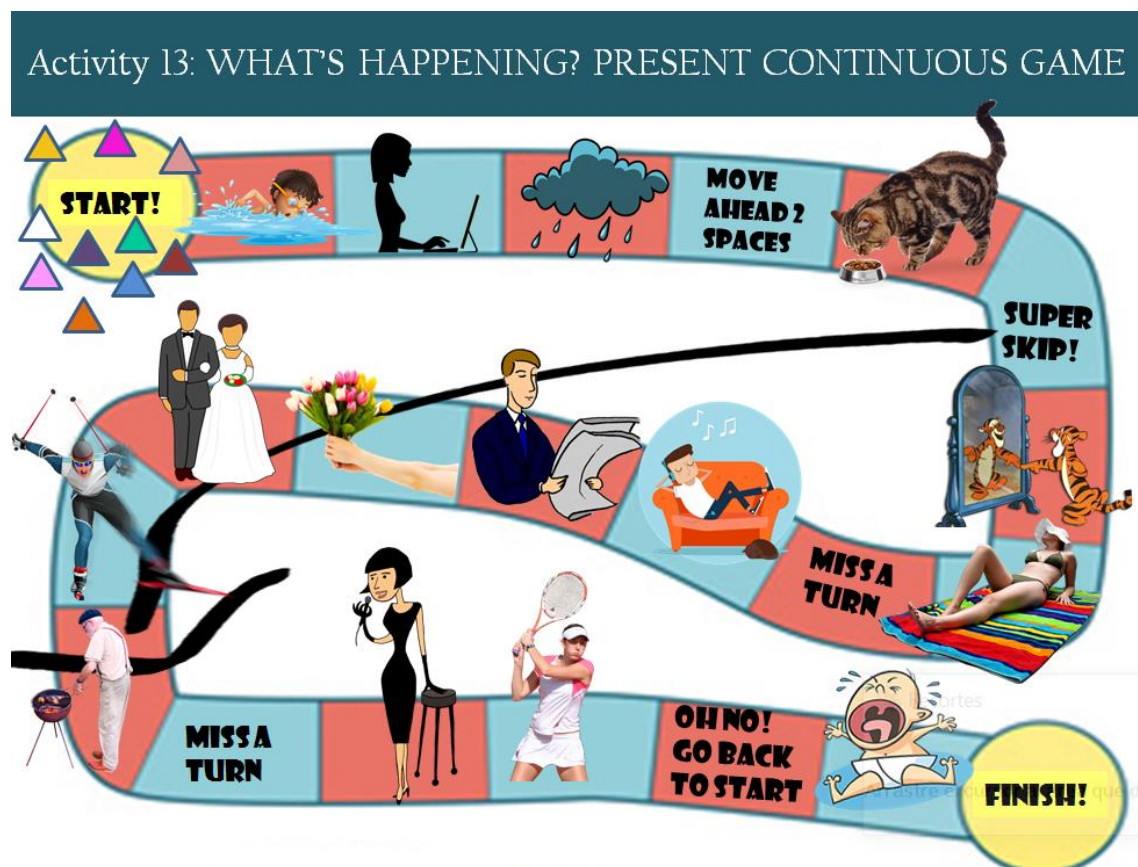 Activity 13: WHAT'S HAPPENING? PRESENT CONTINUOUS GAME
START!
MOVE
AHEAD 2
SPACES
SUPER
SKIP!
MISS A
TURN
MISS A
TURN
OH NO!
GO BACK
TO START
FINISH!